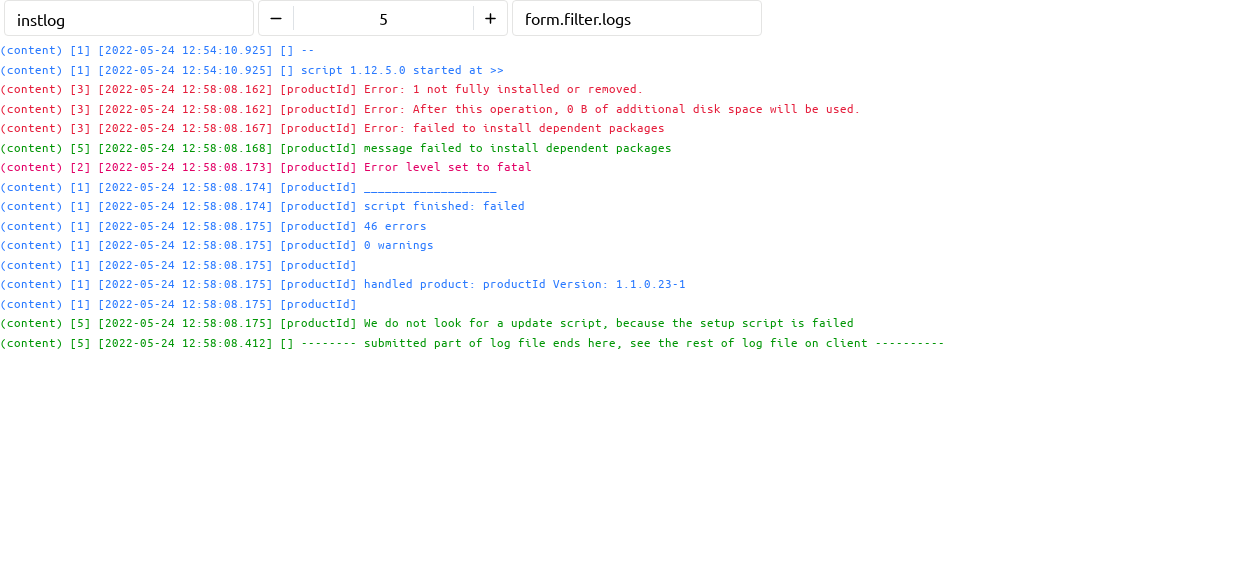 instlog
− 5 +
form.filter.logs
(content) [1] [2022-05-24 12:54:10.925] [] --
(content) [1] [2022-05-24 12:54:10.925] [] script 1.12.5.0 started at >>
(content) [3] [2022-05-24 12:58:08.162] [productId] Error: 1 not fully installed or removed.
(content) [3] [2022-05-24 12:58:08.162] [productId] Error: After this operation, 0 B of additional disk space will be used.
(content) [3] [2022-05-24 12:58:08.167] [productId] Error: failed to install dependent packages
(content) [5] [2022-05-24 12:58:08.168] [productId] message failed to install dependent packages
(content) [2] [2022-05-24 12:58:08.173] [productId] Error level set to fatal
(content) [1] [2022-05-24 12:58:08.174] [productId] ___________________
(content) [1] [2022-05-24 12:58:08.174] [productId] script finished: failed
(content) [1] [2022-05-24 12:58:08.175] [productId] 46 errors
(content) [1] [2022-05-24 12:58:08.175] [productId] 0 warnings
(content) [1] [2022-05-24 12:58:08.175] [productId]
(content) [1] [2022-05-24 12:58:08.175] [productId] handled product: productId Version: 1.1.0.23-1
(content) [1] [2022-05-24 12:58:08.175] [productId]
(content) [5] [2022-05-24 12:58:08.175] [productId] We do not look for a update script, because the setup script is failed
(content) [5] [2022-05-24 12:58:08.412] [] -------- submitted part of log file ends here, see the rest of log file on client ----------